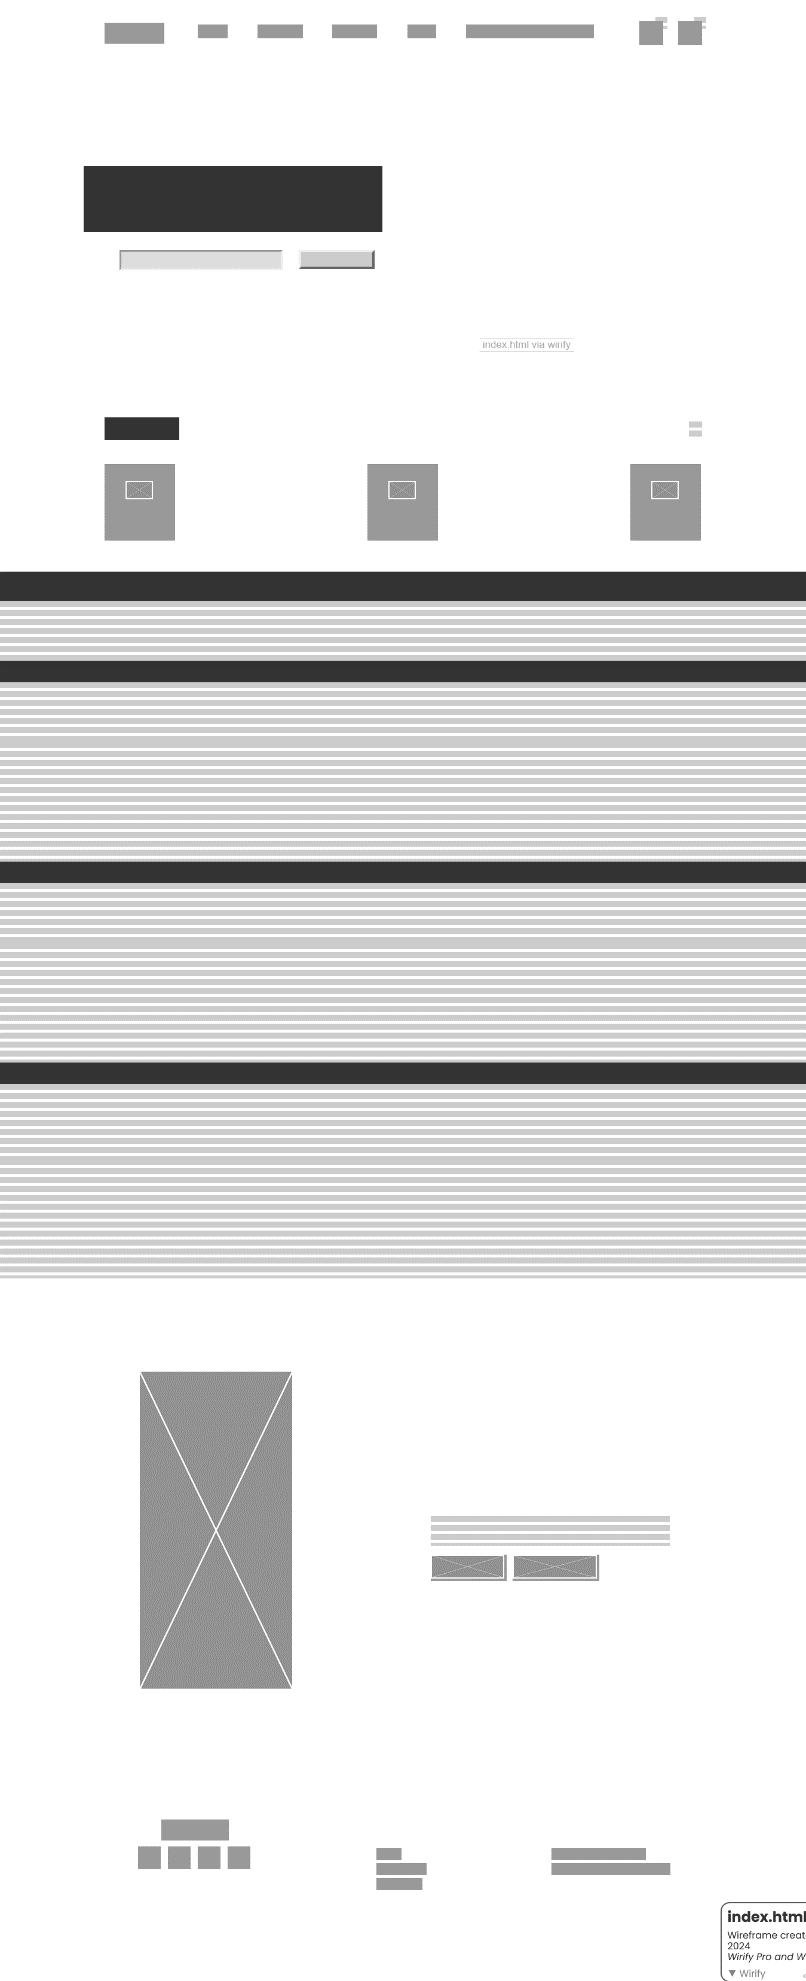 index.html via wirify
index.html
Wireframe creat
2024
Wirify Pro and W
▼ Wirify